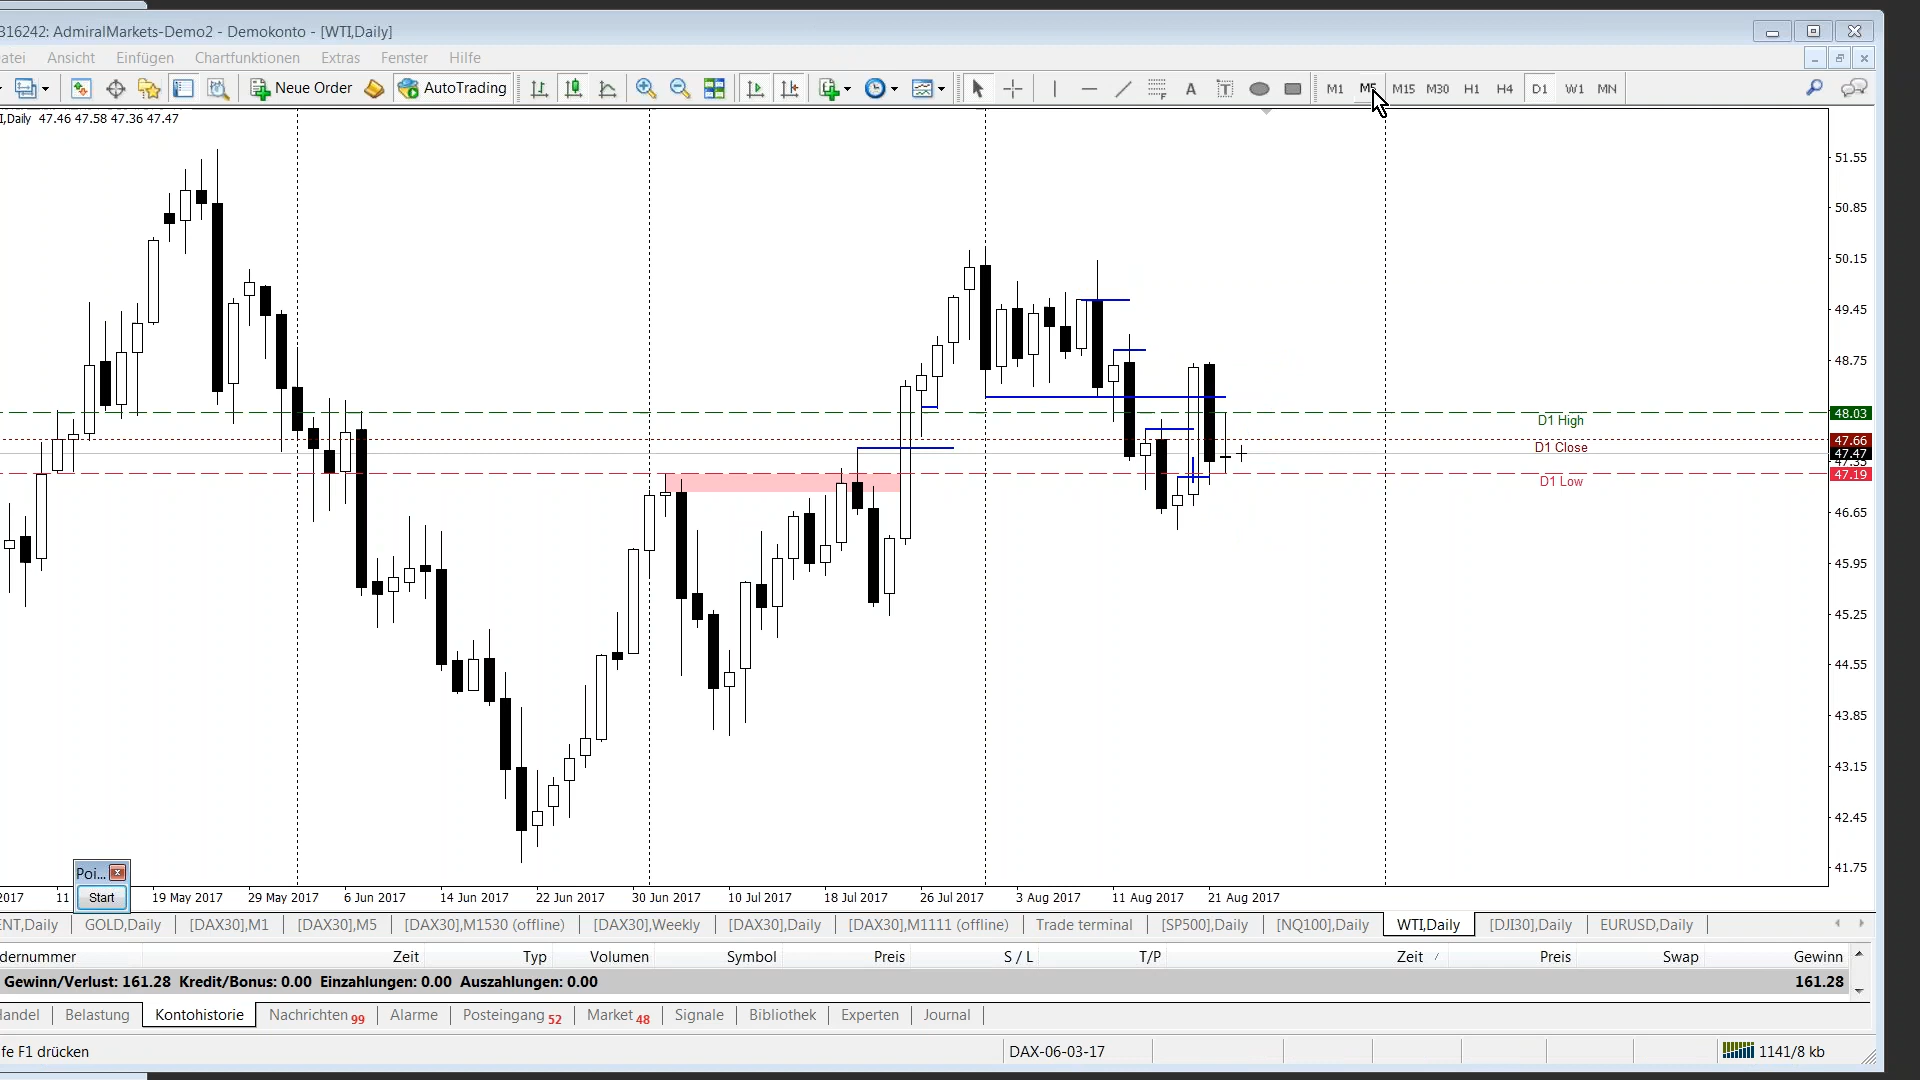 316242: AdmiralMarkets-Demo2 - Demokonto - [WTI,Daily]
atei Ansicht Einfügen Chartfunktionen Extras Fenster Hilfe
Neue Order AutoTrading A T M1 M5 M15 M30 H1 H4 D1 W1 MN
I,Daily 47.46 47.58 47.36 47.47
51.55
50.85
50.15
49.45
48.75
D1 High 48.03
D1 Close 47.66
47.47
47.35
D1 Low 47.19
46.65
45.95
45.25
44.55
43.85
43.15
42.45
41.75
Poi...
Start
2017 11 19 May 2017 29 May 2017 6 Jun 2017 14 Jun 2017 22 Jun 2017 30 Jun 2017 10 Jul 2017 18 Jul 2017 26 Jul 2017 3 Aug 2017 11 Aug 2017 21 Aug 2017
ENT,Daily GOLD,Daily [DAX30],M1 [DAX30],M5 [DAX30],M1530 (offline) [DAX30],Weekly [DAX30],Daily [DAX30],M1111 (offline) Trade terminal [SP500],Daily [NQ100],Daily WTI,Daily [DJI30],Daily EURUSD,Daily
dernummer Zeit Typ Volumen Symbol Preis S / L T/P Zeit Preis Swap Gewinn
Gewinn/Verlust: 161.28 Kredit/Bonus: 0.00 Einzahlungen: 0.00 Auszahlungen: 0.00 161.28
Handel Belastung Kontohistorie Nachrichten 99 Alarme Posteingang 52 Market 48 Signale Bibliothek Experten Journal
fe F1 drücken DAX-06-03-17 1141/8 kb